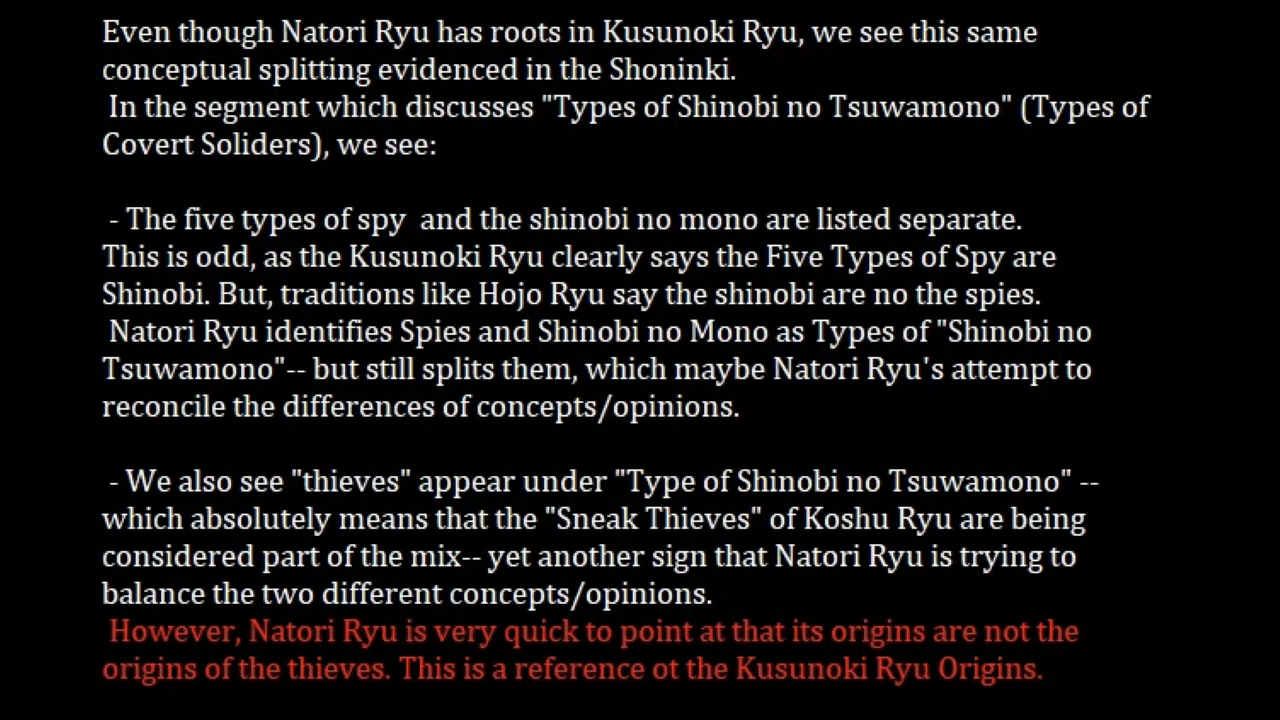 Even though Natori Ryu has roots in Kusunoki Ryu, we see this same
conceptual splitting evidenced in the Shoninki.
In the segment which discusses "Types of Shinobi no Tsuwamono" (Types of
Covert Soliders), we see:
- The five types of spy and the shinobi no mono are listed separate.
This is odd, as the Kusunoki Ryu clearly says the Five Types of Spy are
Shinobi. But, traditions like Hojo Ryu say the shinobi are no the spies.
Natori Ryu identifies Spies and Shinobi no Mono as Types of "Shinobi no
Tsuwamono"-- but still splits them, which maybe Natori Ryu's attempt to
reconcile the differences of concepts/opinions.
- We also see "thieves" appear under "Type of Shinobi no Tsuwamono" --
which absolutely means that the "Sneak Thieves" of Koshu Ryu are being
considered part of the mix-- yet another sign that Natori Ryu is trying to
balance the two different concepts/opinions.
However, Natori Ryu is very quick to point at that its origins are not the
origins of the thieves. This is a reference ot the Kusunoki Ryu Origins.